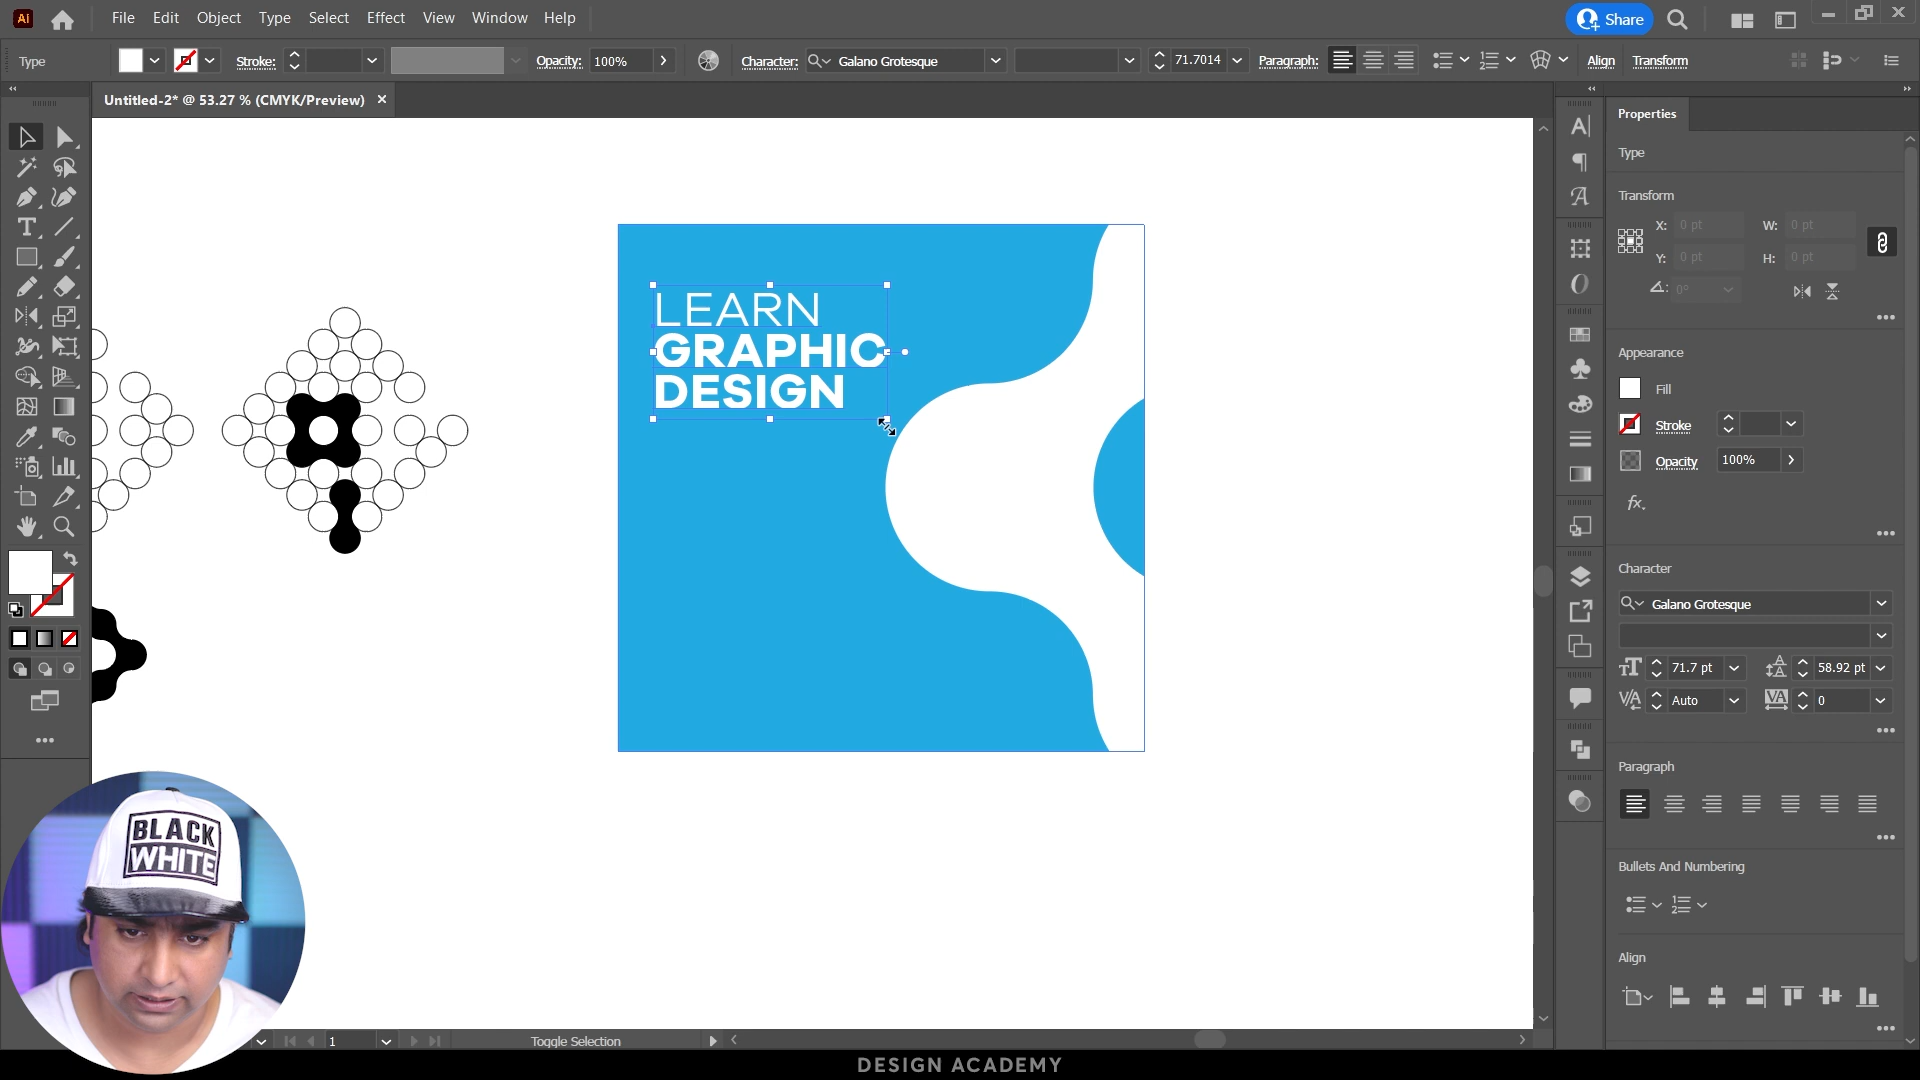 Ai
File Edit Object Type Select Effect View Window Help
Share
Type Stroke: Opacity: 100% Character: Galano Grotesque 71.7014 Paragraph: Align Transform
Untitled-2* @ 53.27 % (CMYK/Preview) ×
Properties
Type
Transform
X: 0 pt W: 0 pt
Y: 0 pt H: 0 pt
0°
Appearance
Fill
Stroke
Opacity 100%
fx.
Character
Galano Grotesque
71.7 pt 58.92 pt
Auto 0
Paragraph
Bullets And Numbering
Align
LEARN
GRAPHIC
DESIGN
BLACK
WHITE
1 Toggle Selection
DESIGN ACADEMY